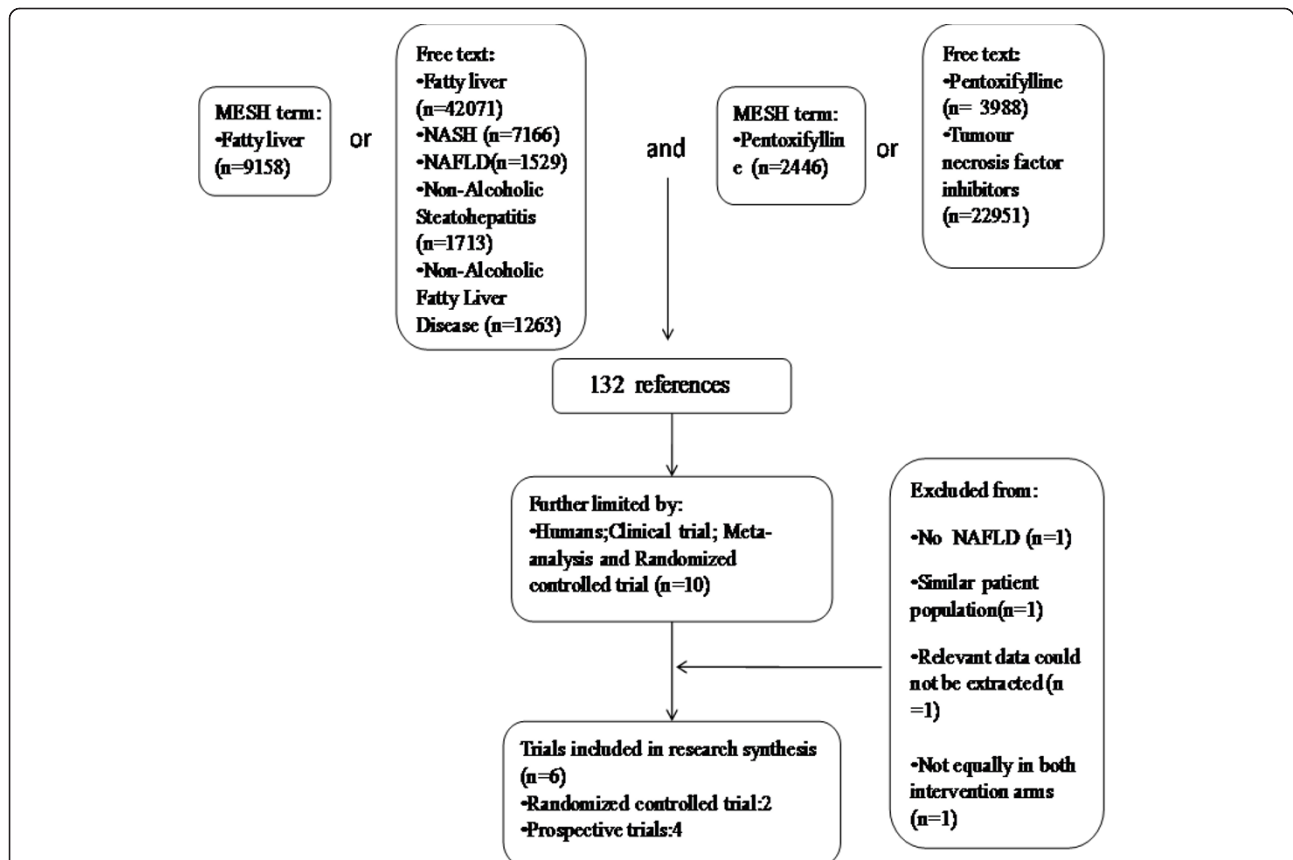 MESH term:
•Fatty liver
(n=9158)
or
Free text:
•Fatty liver
(n=42071)
•NASH (n=7166)
•NAFLD(n=1529)
•Non-Alcoholic
Steatohepatitis
(n=1713)
•Non-Alcoholic
Fatty Liver
Disease (n=1263)
and
MESH term:
•Pentoxifyllin
e (n=2446)
or
Free text:
•Pentoxifylline
(n= 3988)
•Tumour
necrosis factor
inhibitors
(n=22951)
132 references
Further limited by:
•Humans;Clinical trial; Meta-
analysis and Randomized
controlled trial (n=10)
Excluded from:
•No NAFLD (n=1)
•Similar patient
population(n=1)
•Relevant data could
not be extracted (n
=1)
•Not equally in both
intervention arms
(n=1)
Trials included in research synthesis
(n=6)
•Randomized controlled trial:2
•Prospective trials:4